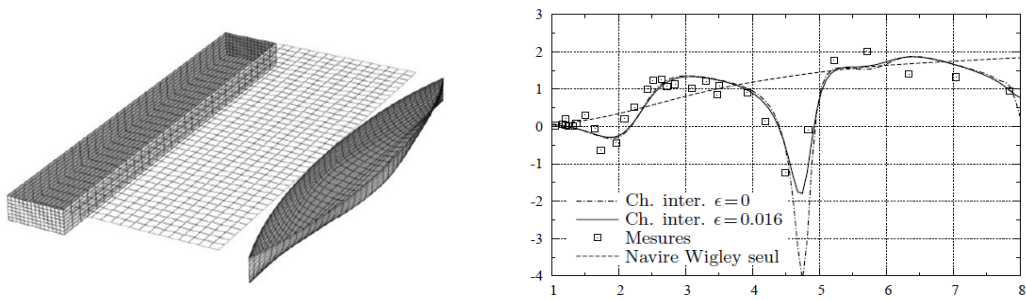 3
2
1
0
-1
-2
-3
-4
Ch. inter. ϵ=0
Ch. inter. ϵ=0.016
Mesures
Navire Wigley seul
1 2 3 4 5 6 7 8